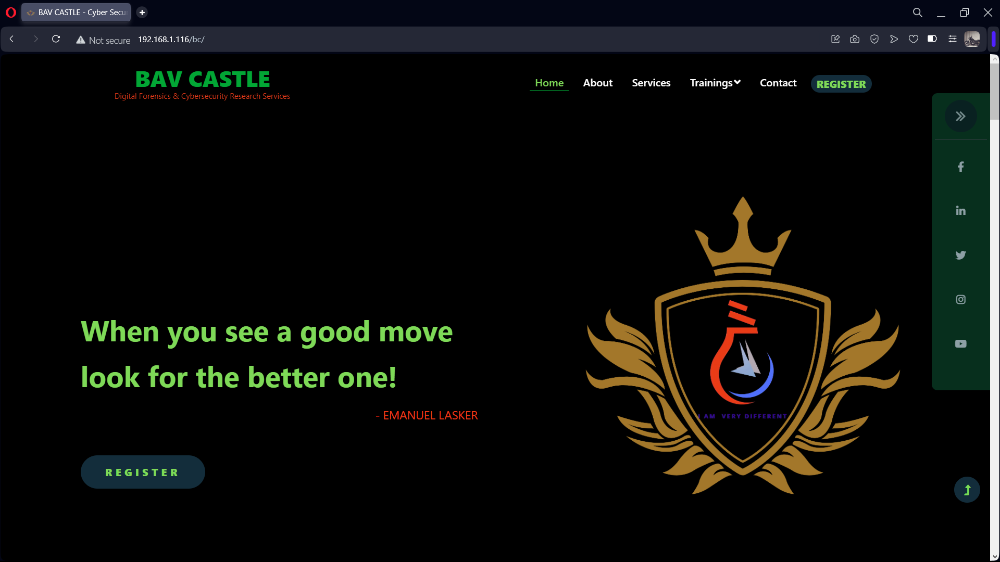 BAV CASTLE - Cyber Secu
Not secure 192.168.1.116/bc/
BAV CASTLE
Digital Forensics & Cybersecurity Research Services
Home About Services Trainings Contact REGISTER
When you see a good move
look for the better one!
- EMANUEL LASKER
REGISTER
I AM VERY DIFFERENT